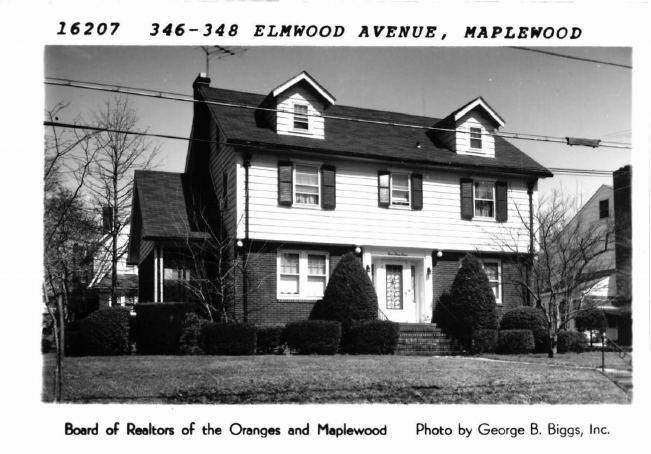 16207 346-348 ELMWOOD AVENUE, MAPLEWOOD
Board of Realtors of the Oranges and Maplewood Photo by George B. Biggs, Inc.